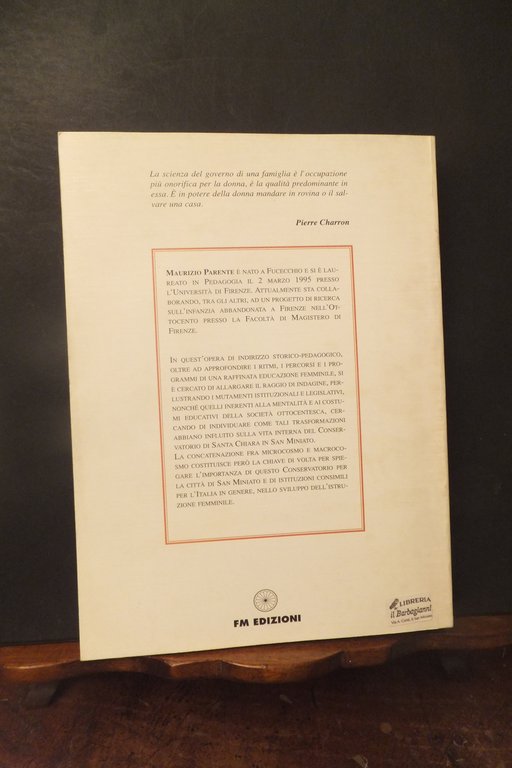 La scienza del governo di una famiglia è l'occupazione
più onorifica per la donna, è la qualità predominante in
essa. È in potere della donna mandare in rovina o il sal-
vare una casa.
Pierre Charron
MAURIZIO PARENTE È NATO A FUCECCHIO E SI È LAU-
REATO IN PEDAGOGIA IL 2 MARZO 1995 PRESSO
L'UNIVERSITÀ DI FIRENZE. ATTUALMENTE STA COLLA-
BORANDO, TRA GLI ALTRI, AD UN PROGETTO DI RICERCA
SULL'INFANZIA ABBANDONATA A FIRENZE NELL'OT-
TOCENTO PRESSO LA FACOLTÀ DI MAGISTERO DI
FIRENZE.
IN QUEST'OPERA DI INDIRIZZO STORICO-PEDAGOGICO,
OLTRE AD APPROFONDIRE I RITMI, I PERCORSI E I PRO-
GRAMMI DI UNA RAFFINATA EDUCAZIONE FEMMINILE, SI
È CERCATO DI ALLARGARE IL RAGGIO DI INDAGINE, PER-
LUSTRANDO I MUTAMENTI ISTITUZIONALI E LEGISLATIVI,
NONCHÉ QUELLI INERENTI ALLA MENTALITÀ E AI COSTU-
MI EDUCATIVI DELLA SOCIETÀ OTTOCENTESCA, CER-
CANDO DI INDIVIDUARE COME TALI TRASFORMAZIONI
ABBIANO INFLUITO SULLA VITA INTERNA DEL CONSER-
VATORIO DI SANTA CHIARA IN SAN MINIATO.
LA CONCATENAZIONE FRA MICROCOSMO E MACROCO-
SMO COSTITUISCE PERÒ LA CHIAVE DI VOLTA PER SPIE-
GARE L'IMPORTANZA DI QUESTO CONSERVATORIO PER
LA CITTÀ DI SAN MINIATO E DI ISTITUZIONI CONSIMILI
PER L'ITALIA IN GENERE, NELLO SVILUPPO DELL'ISTRU-
ZIONE FEMMINILE.
FM EDIZIONI
LIBRERIA
il Barbagianni